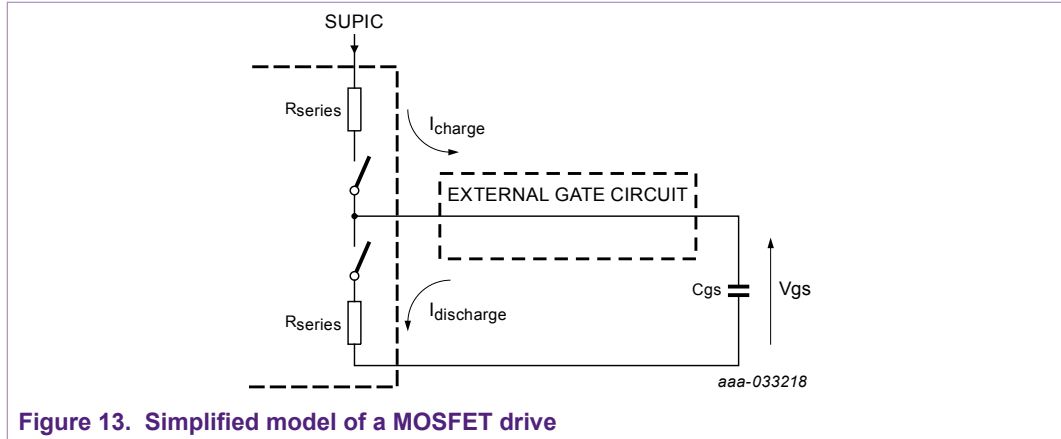 SUPIC
Rseries
Icharge
EXTERNAL GATE CIRCUIT
Cgs
Vgs
Idischarge
Rseries
aaa-033218
Figure 13. Simplified model of a MOSFET drive